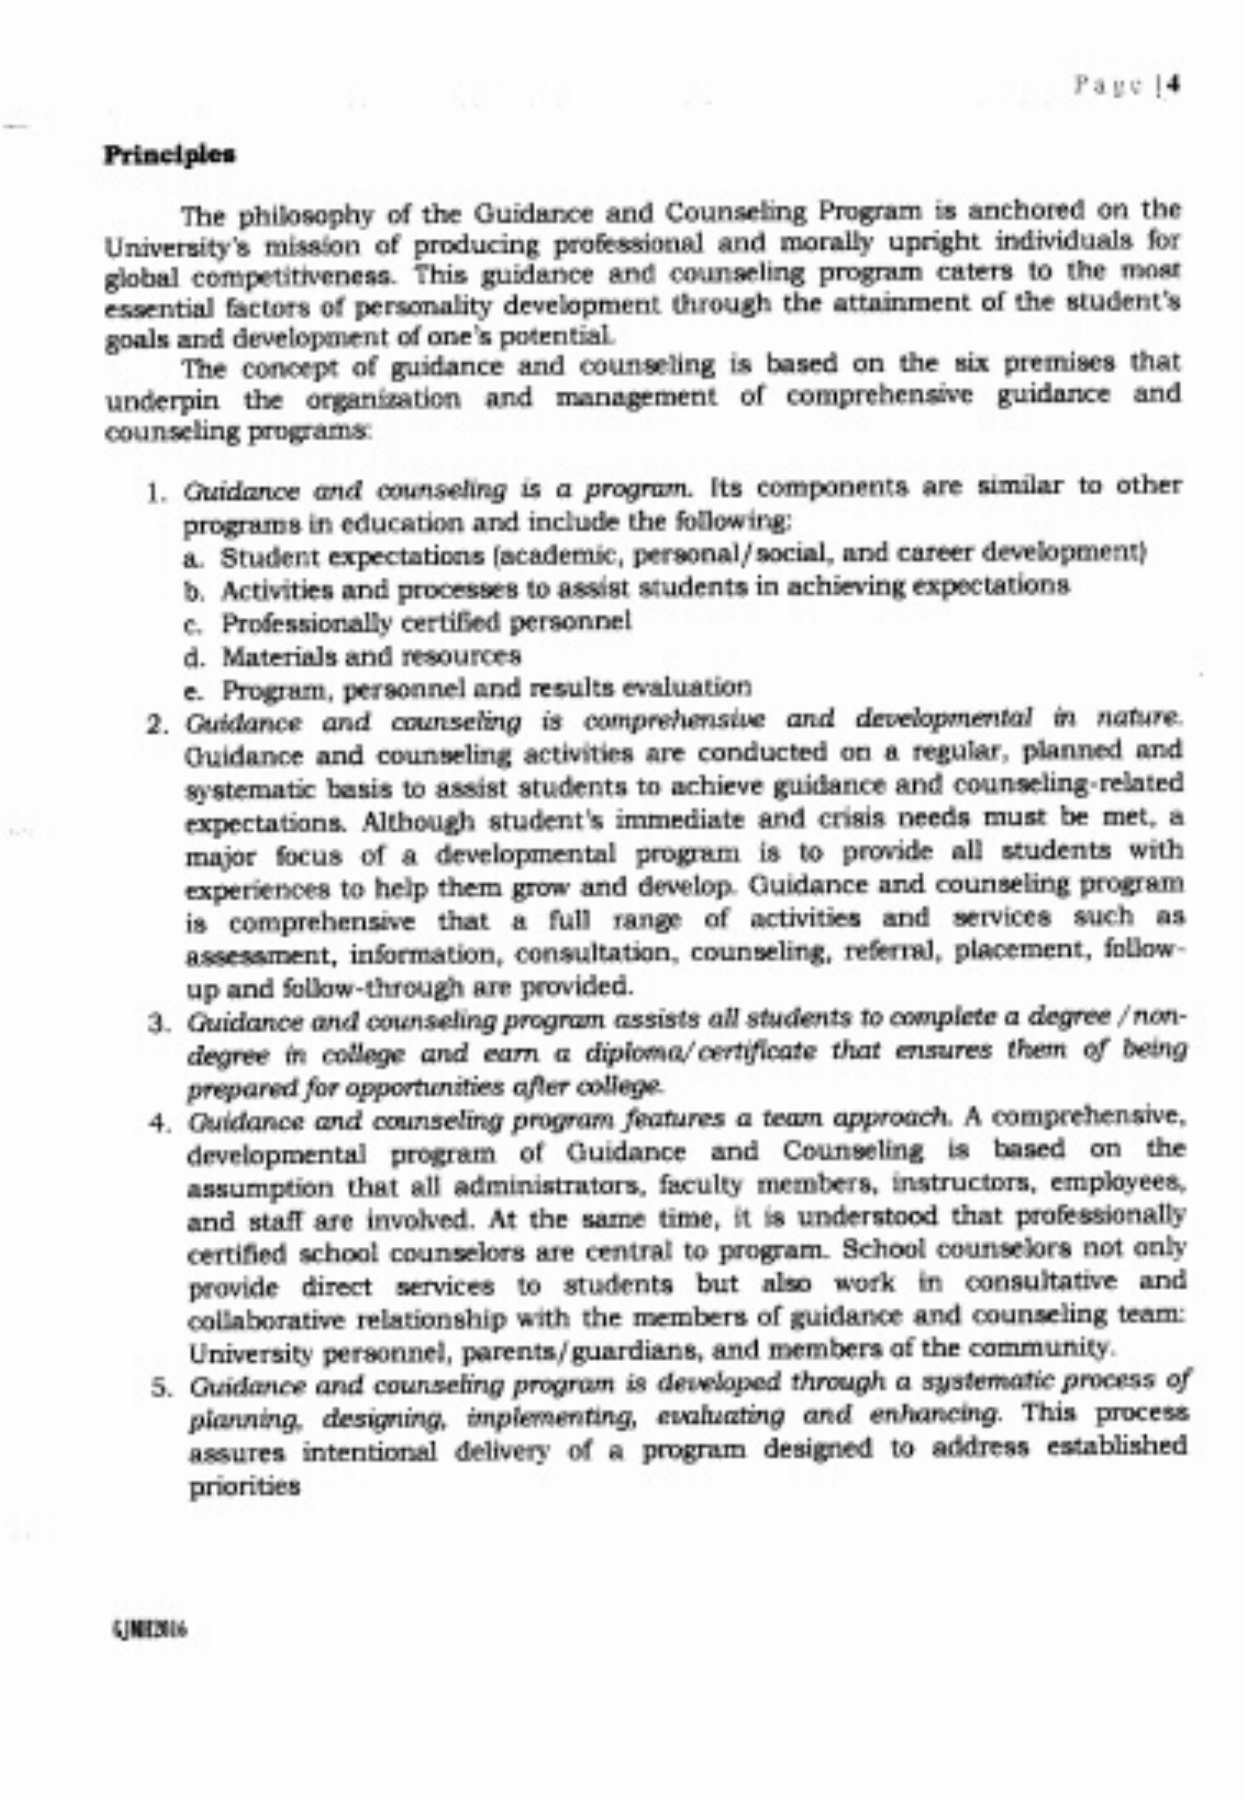 Page |4
Principles
The philosophy of the Guidance and Counseling Program is anchored on the
University's mission of producing professional and morally upright individuals for
global competitiveness. This guidance and counseling program caters to the most
essential factors of personality development through the attainment of the student's
goals and development of one's potential.
The concept of guidance and counseling is based on the six premises that
underpin the organization and management of comprehensive guidance and
counseling programs:
1. Guidance and counseling is a program. Its components are similar to other
programs in education and include the following:
a. Student expectations (academic, personal/social, and career development)
b. Activities and processes to assist students in achieving expectations
c. Professionally certified personnel
d. Materials and resources
e. Program, personnel and results evaluation
2. Guidance and counseling is comprehensive and developmental in nature.
Guidance and counseling activities are conducted on a regular, planned and
systematic basis to assist students to achieve guidance and counseling-related
expectations. Although student's immediate and crisis needs must be met, a
major focus of a developmental program is to provide all students with
experiences to help them grow and develop. Guidance and counseling program
is comprehensive that a full range of activities and services such as
assessment, information, consultation, counseling, referral, placement, follow-
up and follow-through are provided.
3. Guidance and counseling program assists all students to complete a degree/non-
degree in college and earn a diploma/certificate that ensures them of being
prepared for opportunities after college.
4. Guidance and counseling program features a team approach. A comprehensive,
developmental program of Guidance and Counseling is based on the
assumption that all administrators, faculty members, instructors, employees,
and staff are involved. At the same time, it is understood that professionally
certified school counselors are central to program. School counselors not only
provide direct services to students but also work in consultative and
collaborative relationship with the members of guidance and counseling team:
University personnel, parents/guardians, and members of the community.
5. Guidance and counseling program is developed through a systematic process of
planning, designing, implementing, evaluating and enhancing. This process
assures intentional delivery of a program designed to address established
priorities